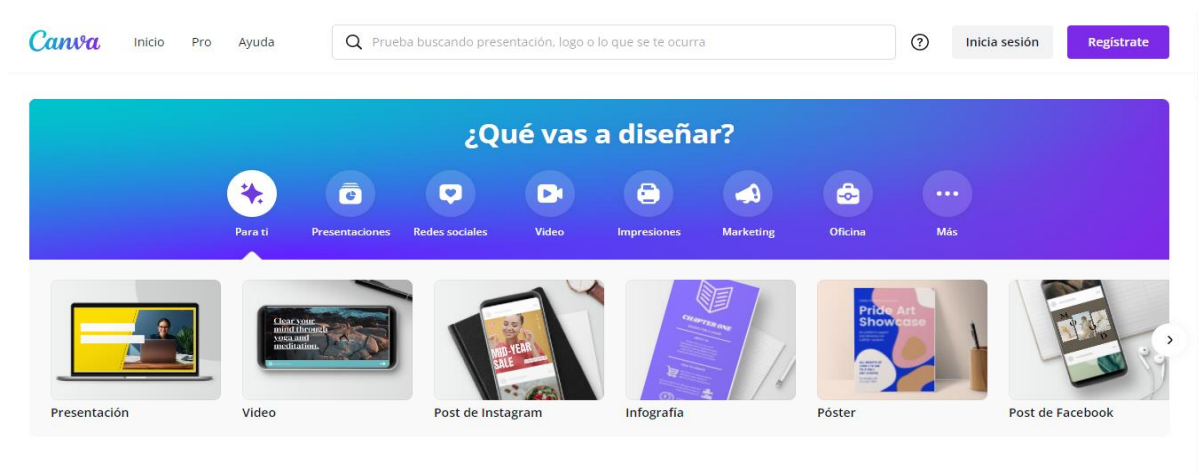 Canva
Inicio
Pro
Ayuda
Prueba buscando presentación, logo o lo que se te ocurra
?
Inicia sesión
Regístrate
¿Qué vas a diseñar?
Para ti
Presentaciones
Redes sociales
Video
Impresiones
Marketing
Oficina
Más
Clear your
mind through
yoga and
meditation.
MID-YEAR
SALE
CHAPTER ONE
Pride Art
Showcase
Presentación
Video
Post de Instagram
Infografía
Póster
Post de Facebook